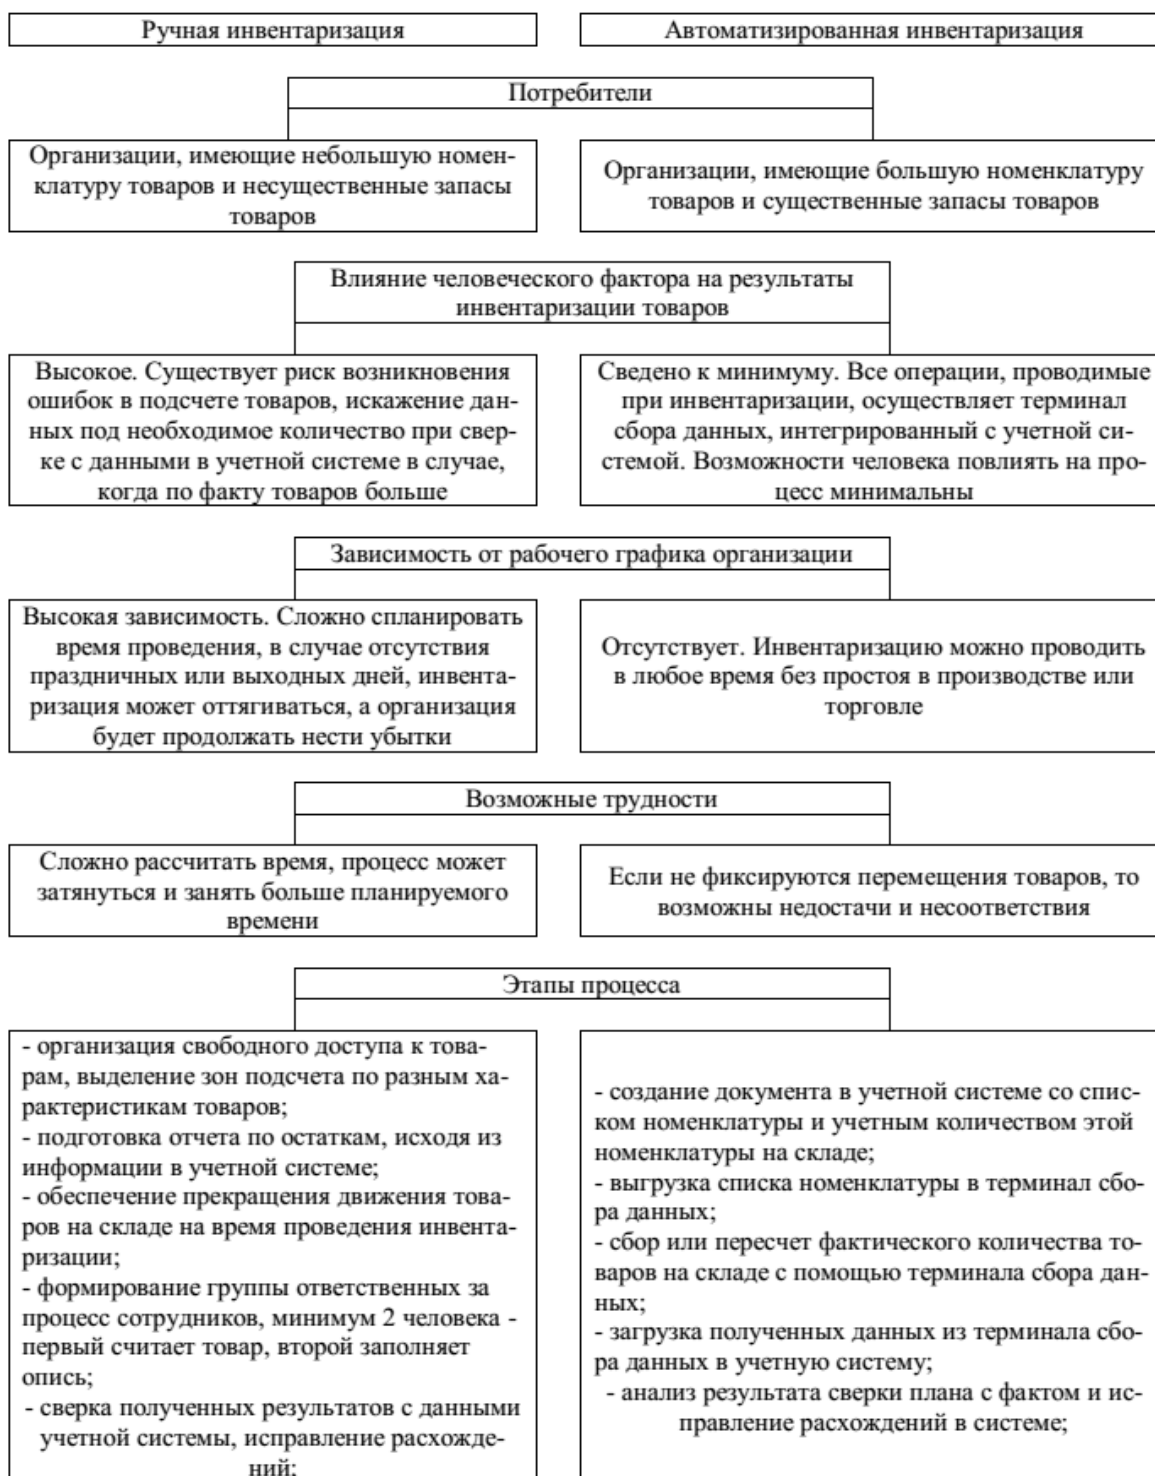 Ручная инвентаризация
Автоматизированная инвентаризация
Потребители
Организации, имеющие небольшую номен-
клатуру товаров и несущественные запасы
товаров
Организации, имеющие большую номенклатуру
товаров и существенные запасы товаров
Влияние человеческого фактора на результаты
инвентаризации товаров
Высокое. Существует риск возникновения
ошибок в подсчете товаров, искажение дан-
ных под необходимое количество при свер-
ке с данными в учетной системе в случае,
когда по факту товаров больше
Сведено к минимуму. Все операции, проводимые
при инвентаризации, осуществляет терминал
сбора данных, интегрированный с учетной си-
стемой. Возможности человека повлиять на про-
цесс минимальны
Зависимость от рабочего графика организации
Высокая зависимость. Сложно спланировать
время проведения, в случае отсутствия
праздничных или выходных дней, инвента-
ризация может оттягиваться, а организация
будет продолжать нести убытки
Отсутствует. Инвентаризацию можно проводить
в любое время без простоя в производстве или
торговле
Возможные трудности
Сложно рассчитать время, процесс может
затянуться и занять больше планируемого
времени
Если не фиксируются перемещения товаров, то
возможны недостачи и несоответствия
Этапы процесса
- организация свободного доступа к това-
рам, выделение зон подсчета по разным ха-
рактеристикам товаров;
- подготовка отчета по остаткам, исходя из
информации в учетной системе;
- обеспечение прекращения движения това-
ров на складе на время проведения инвента-
ризации;
- формирование группы ответственных за
процесс сотрудников, минимум 2 человека -
первый считает товар, второй заполняет
опись;
- сверка полученных результатов с данными
учетной системы, исправление расхожде-
ний;
- создание документа в учетной системе со спис-
ком номенклатуры и учетным количеством этой
номенклатуры на складе;
- выгрузка списка номенклатуры в терминал сбо-
ра данных;
- сбор или пересчет фактического количества то-
варов на складе с помощью терминала сбора дан-
ных;
- загрузка полученных данных из терминала сбо-
ра данных в учетную систему;
- анализ результата сверки плана с фактом и ис-
правление расхождений в системе;